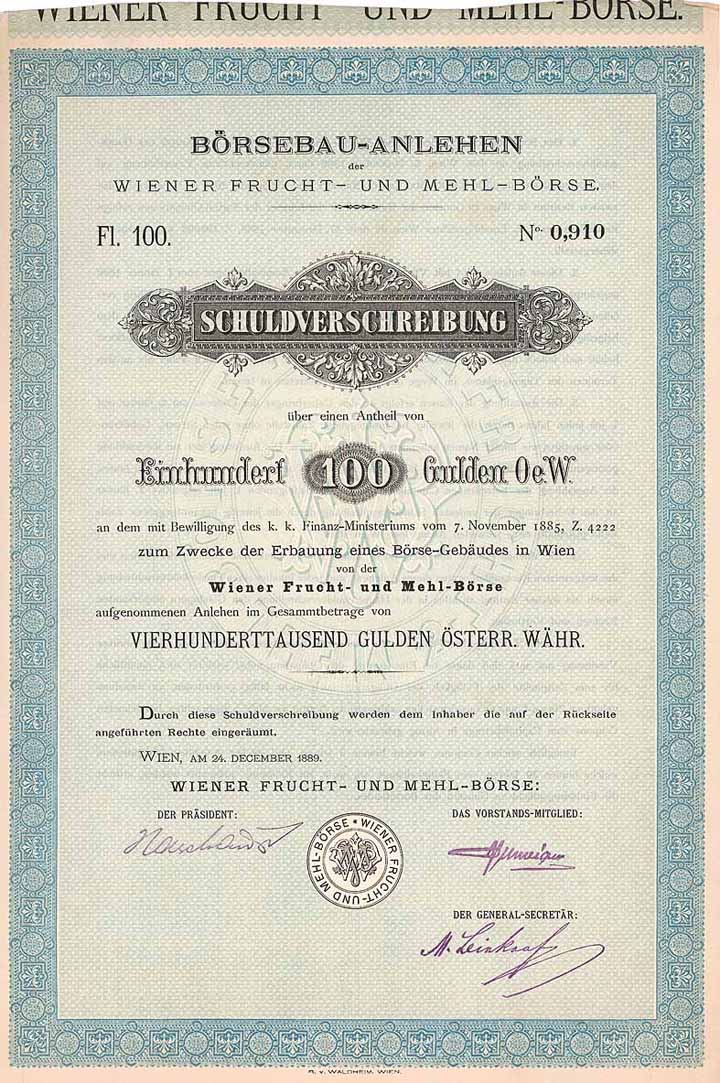 WIENER FRUCHT- UND MEHL-BÖRSE.
BÖRSEBAU-ANLEHEN
der
WIENER FRUCHT- UND MEHL-BÖRSE.
Fl. 100.
No. 0,910
SCHULDVERSCHREIBUNG
über einen Antheil von
Einhundert 100 Gulden Oe.W.
an dem mit Bewilligung des k. k. Finanz-Ministeriums vom 7. November 1885, Z. 4222
zum Zwecke der Erbauung eines Börse-Gebäudes in Wien
von der
Wiener Frucht- und Mehl-Börse
aufgenommenen Anlehen im Gesammtbetrage von
VIERHUNDERTTAUSEND GULDEN ÖSTERR. WÄHR.
Durch diese Schuldverschreibung werden dem Inhaber die auf der Rückseite
angeführten Rechte eingeräumt.
WIEN, AM 24. DECEMBER 1889.
WIENER FRUCHT- UND MEHL-BÖRSE:
DER PRÄSIDENT:
DAS VORSTANDS-MITGLIED:
WIENER FRUCHT- UND MEHL-BÖRSE
DER GENERAL-SECRETÄR:
M. Leinkauf
R. v. WALDHEIM, WIEN.